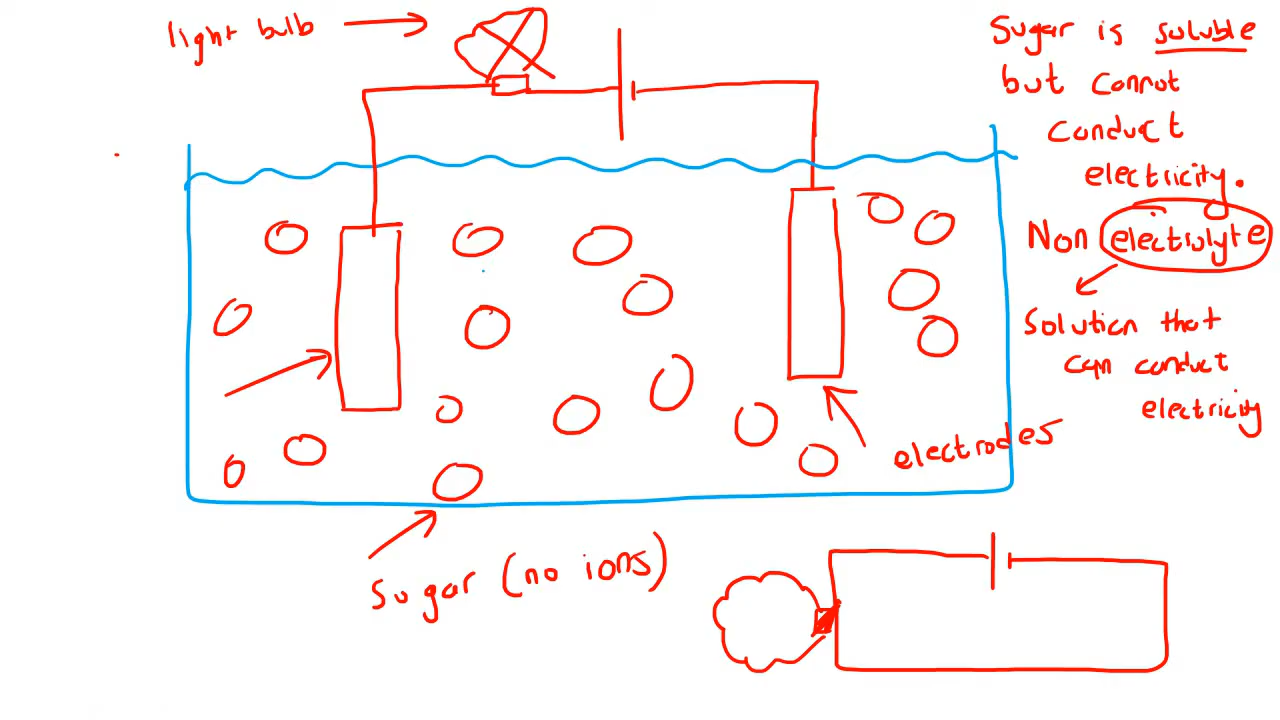 light bulb
Sugar is soluble
but cannot
conduct
electricity.
Non electrolyte
Solution that
can conduct
electricity
electrodes
Sugar (no ions)